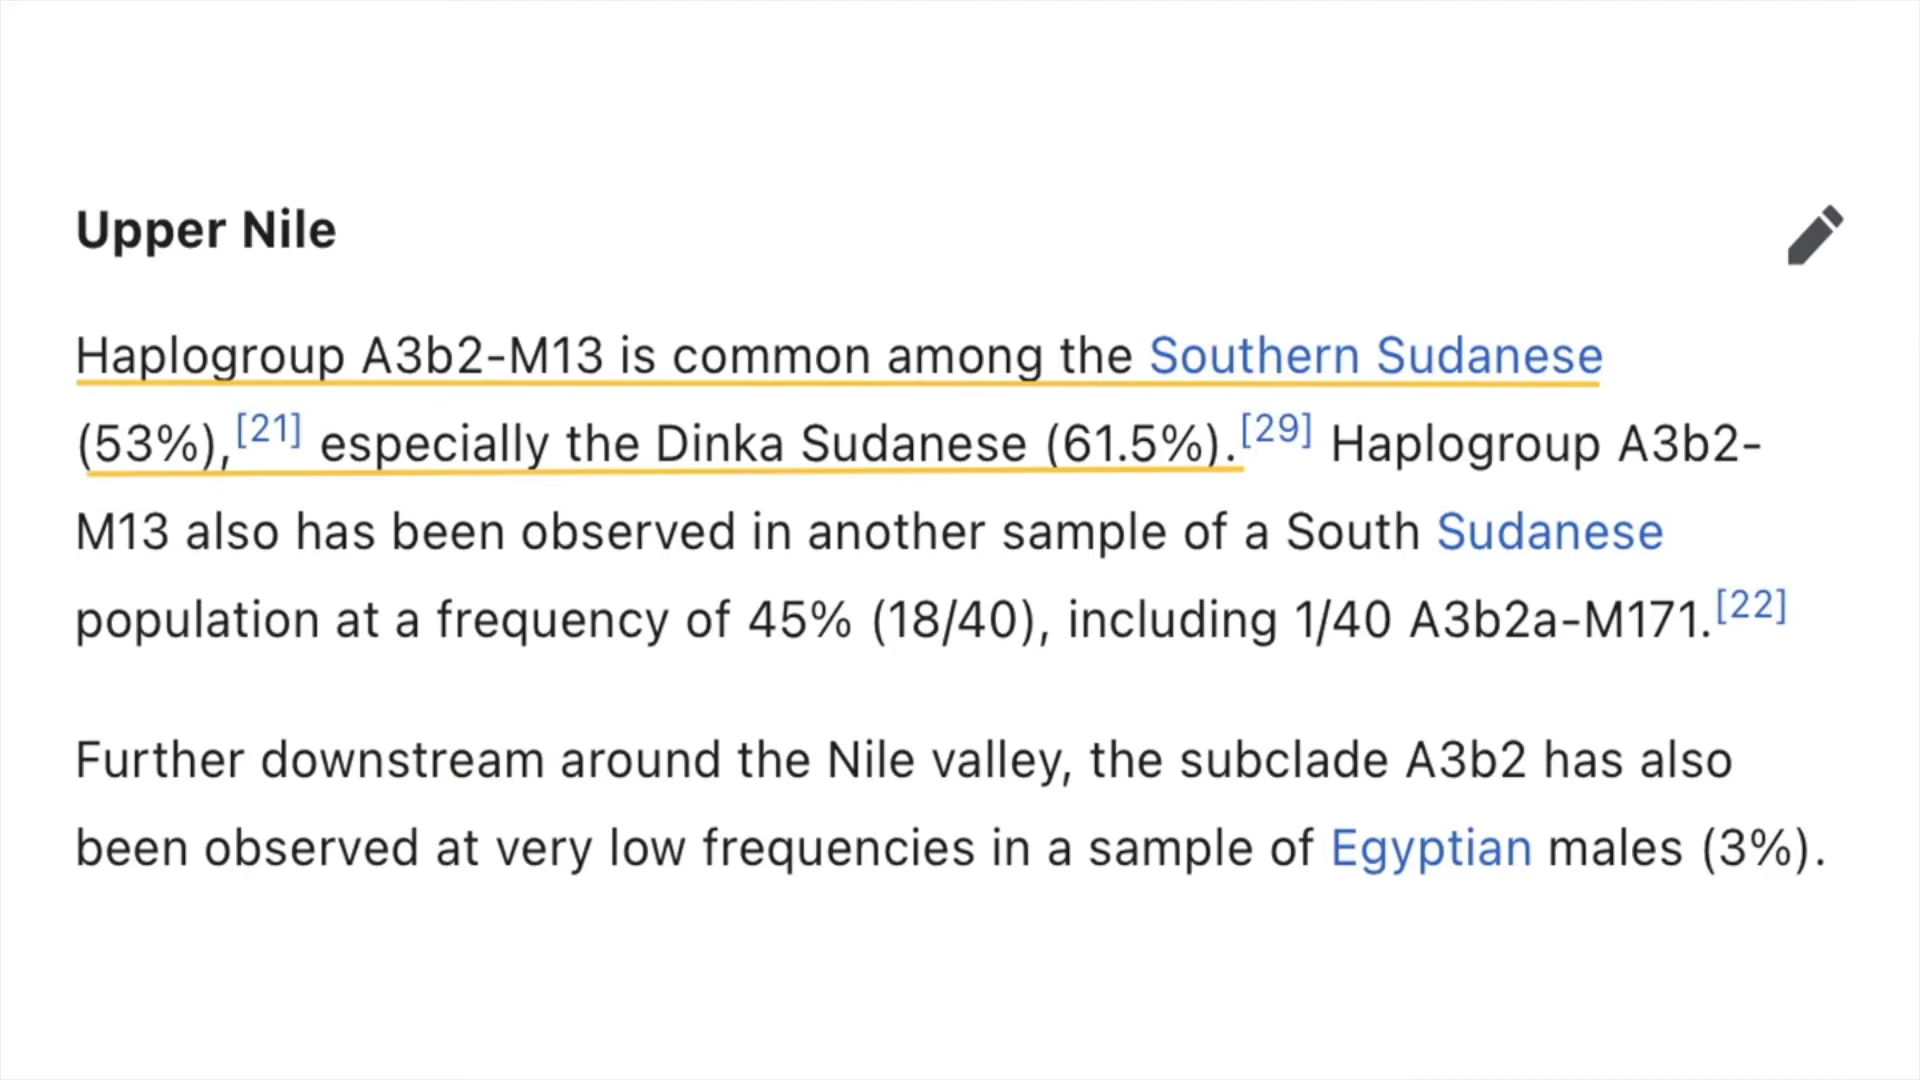 Upper Nile
Haplogroup A3b2-M13 is common among the Southern Sudanese
(53%),[21] especially the Dinka Sudanese (61.5%).[29] Haplogroup A3b2-
M13 also has been observed in another sample of a South Sudanese
population at a frequency of 45% (18/40), including 1/40 A3b2a-M171.[22]
Further downstream around the Nile valley, the subclade A3b2 has also
been observed at very low frequencies in a sample of Egyptian males (3%).